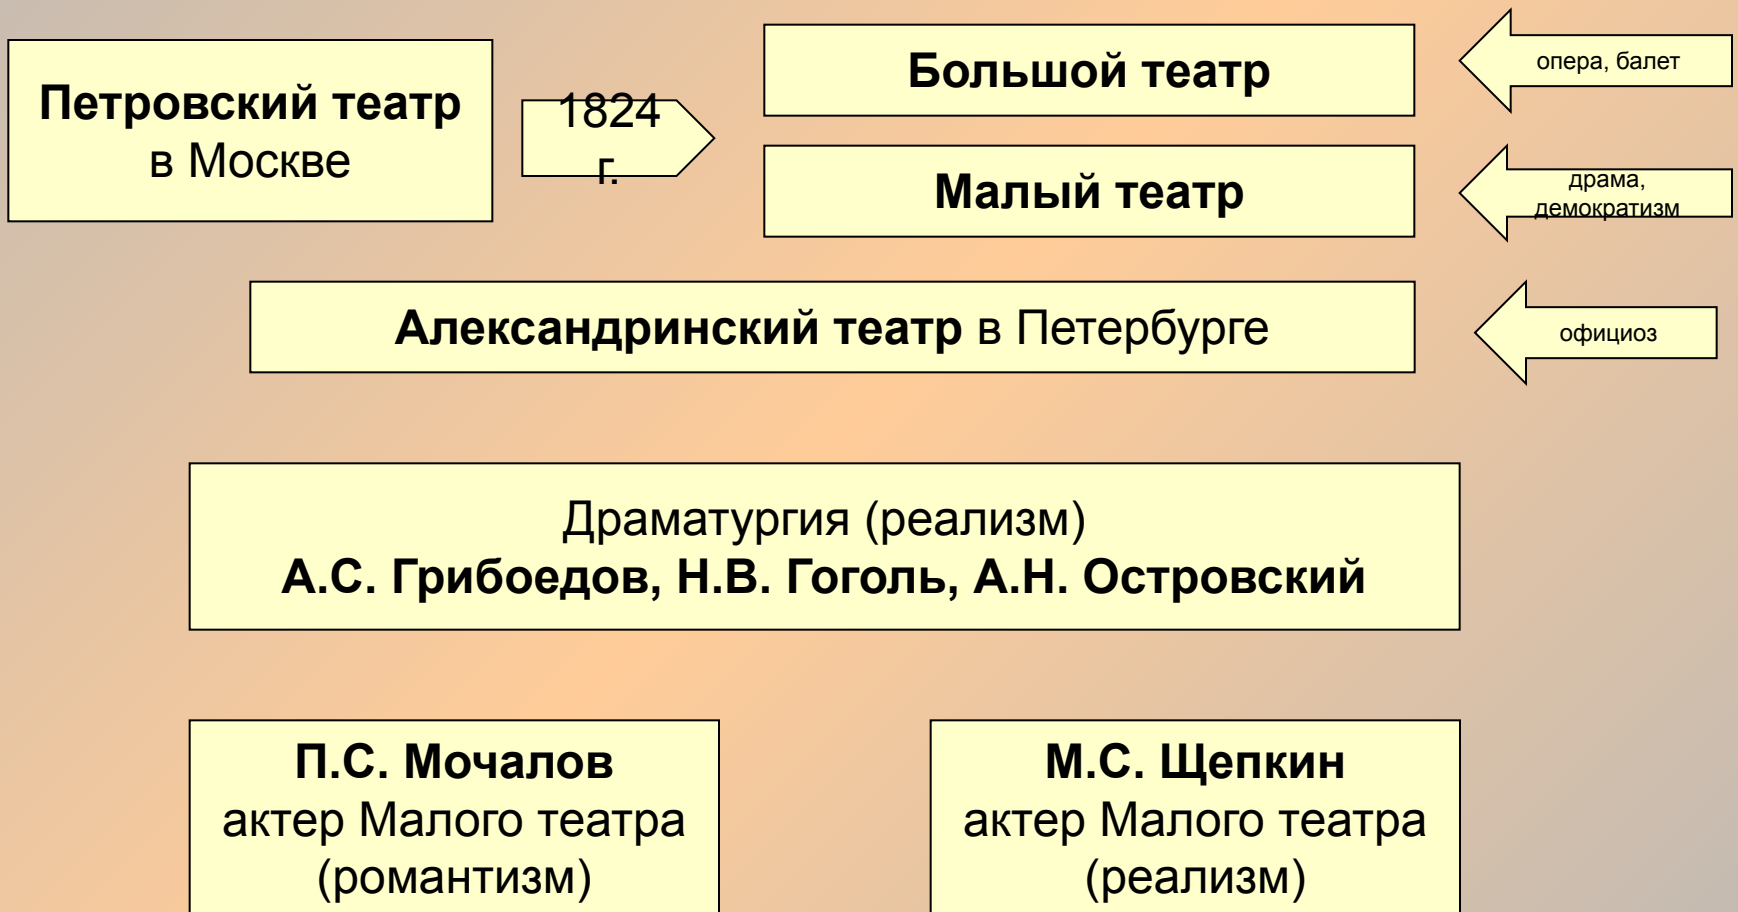 Петровский театр
в Москве
1824
г.
Большой театр
опера, балет
Малый театр
драма,
демократизм
Александринский театр в Петербурге
официоз
Драматургия (реализм)
А.С. Грибоедов, Н.В. Гоголь, А.Н. Островский
П.С. Мочалов
актер Малого театра
(романтизм)
М.С. Щепкин
актер Малого театра
(реализм)